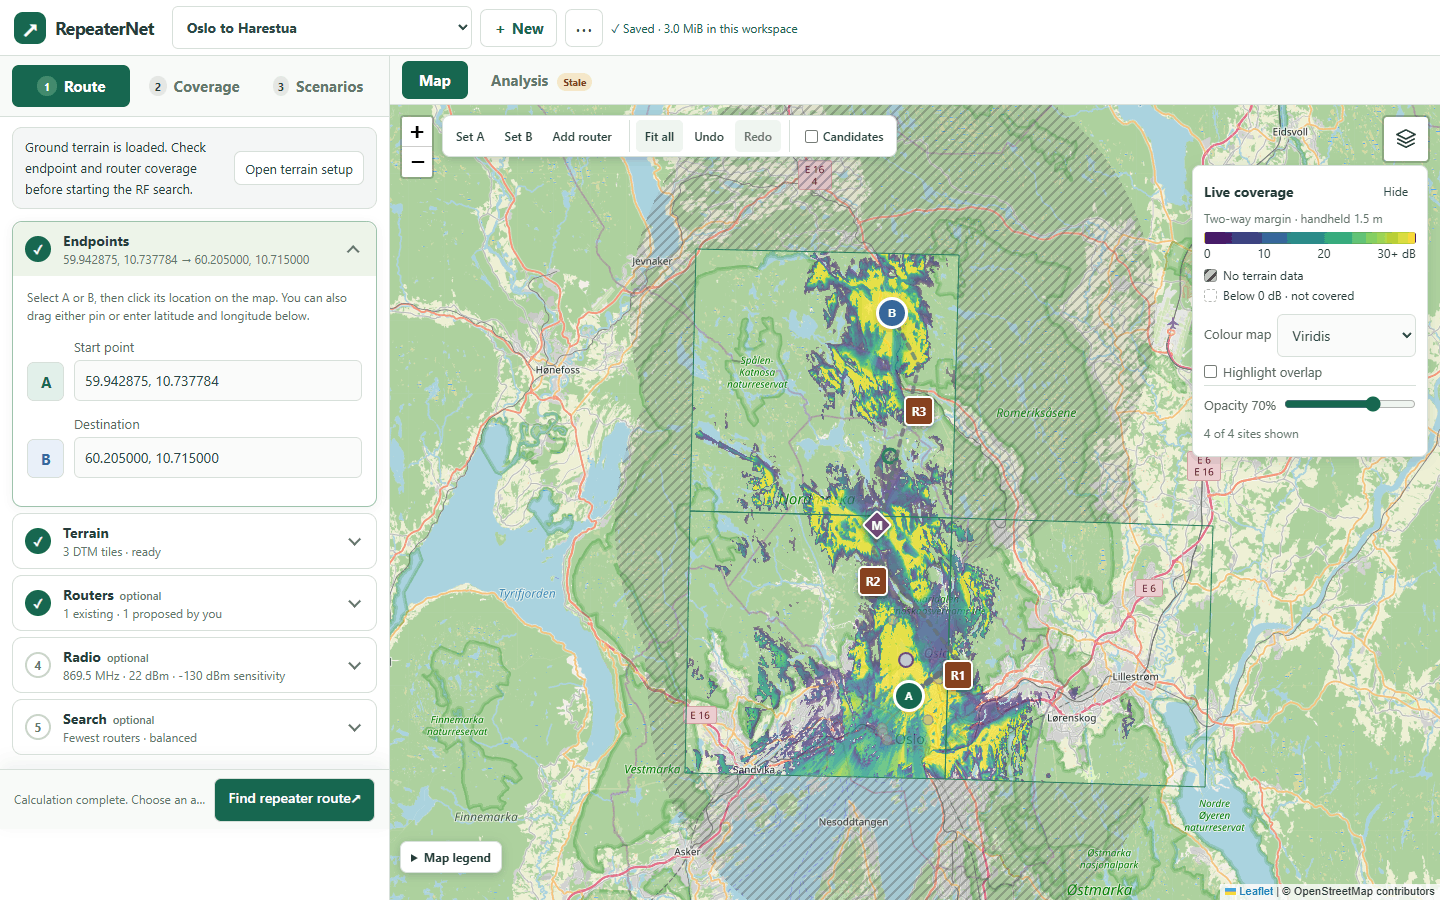 RepeaterNet
Oslo to Harestua
+ New
...
✓ Saved · 3.0 MiB in this workspace
1 Route
2 Coverage
3 Scenarios
Map
Analysis Stale
Ground terrain is loaded. Check
endpoint and router coverage
before starting the RF search.
Open terrain setup
Endpoints
59.942875, 10.737784 → 60.205000, 10.715000
Select A or B, then click its location on the map. You can also
drag either pin or enter latitude and longitude below.
Start point
A
59.942875, 10.737784
Destination
B
60.205000, 10.715000
Terrain
3 DTM tiles · ready
Routers optional
1 existing · 1 proposed by you
4
Radio optional
869.5 MHz · 22 dBm · -130 dBm sensitivity
5
Search optional
Fewest routers · balanced
Calculation complete. Choose an a...
Find repeater route↗
+
−
Set A
Set B
Add router
Fit all
Undo
Redo
Candidates
Live coverage
Hide
Two-way margin · handheld 1.5 m
0 10 20 30+ dB
No terrain data
Below 0 dB · not covered
Colour map
Viridis
Highlight overlap
Opacity 70%
4 of 4 sites shown
Eidsvoll
E 16
4
Jevnaker
B
Spålen-
Katnosa
naturreservat
Hønefoss
R3
Romeriksåsene
E 6
E 16
M
R2
E 6
Tyrifjorden
R1
A
Oslo
Lillestrøm
Lørenskog
E 16
Finnemarka
naturreservat
Vestmarka
Sandvika
Finnemarka
Nesoddtangen
Asker
Nordre
Øyeren
naturreservat
Østmarka
nasjonalpark
Østmarka
Map legend
Leaflet | © OpenStreetMap contributors